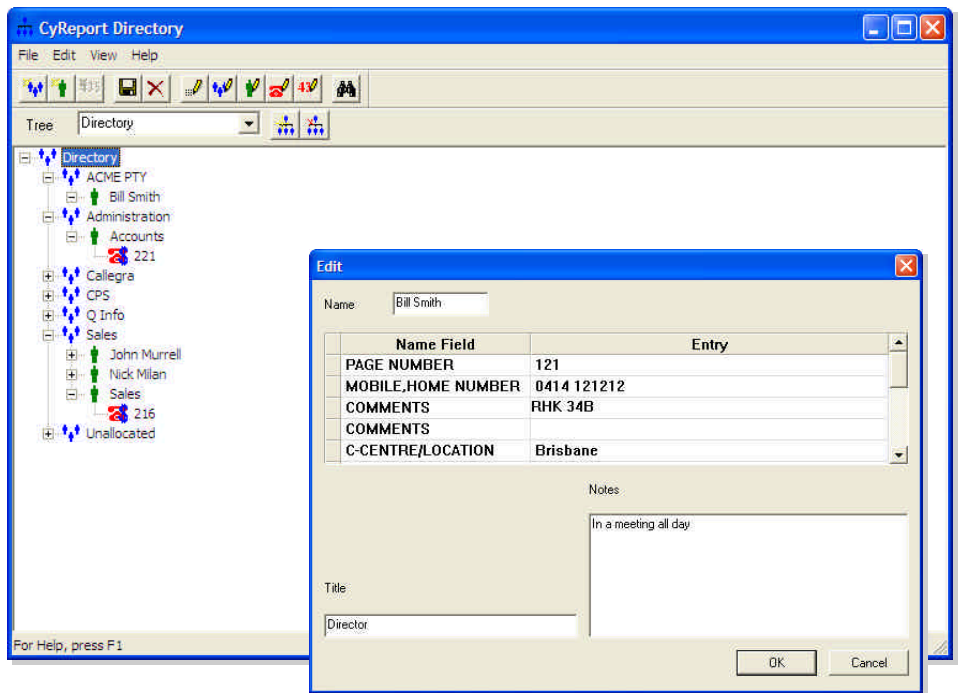 CyReport Directory
File Edit View Help
Tree Directory
Directory
ACME PTY
Bill Smith
Administration
Accounts
221
Callegra
CPS
Q Info
Sales
John Murrell
Nick Milan
Sales
216
Unallocated
For Help, press F1
Edit
Name Bill Smith
Name Field Entry
PAGE NUMBER 121
MOBILE,HOME NUMBER 0414 121212
COMMENTS RHK 34B
COMMENTS
C-CENTRE/LOCATION Brisbane
Notes
In a meeting all day
Title
Director
OK Cancel